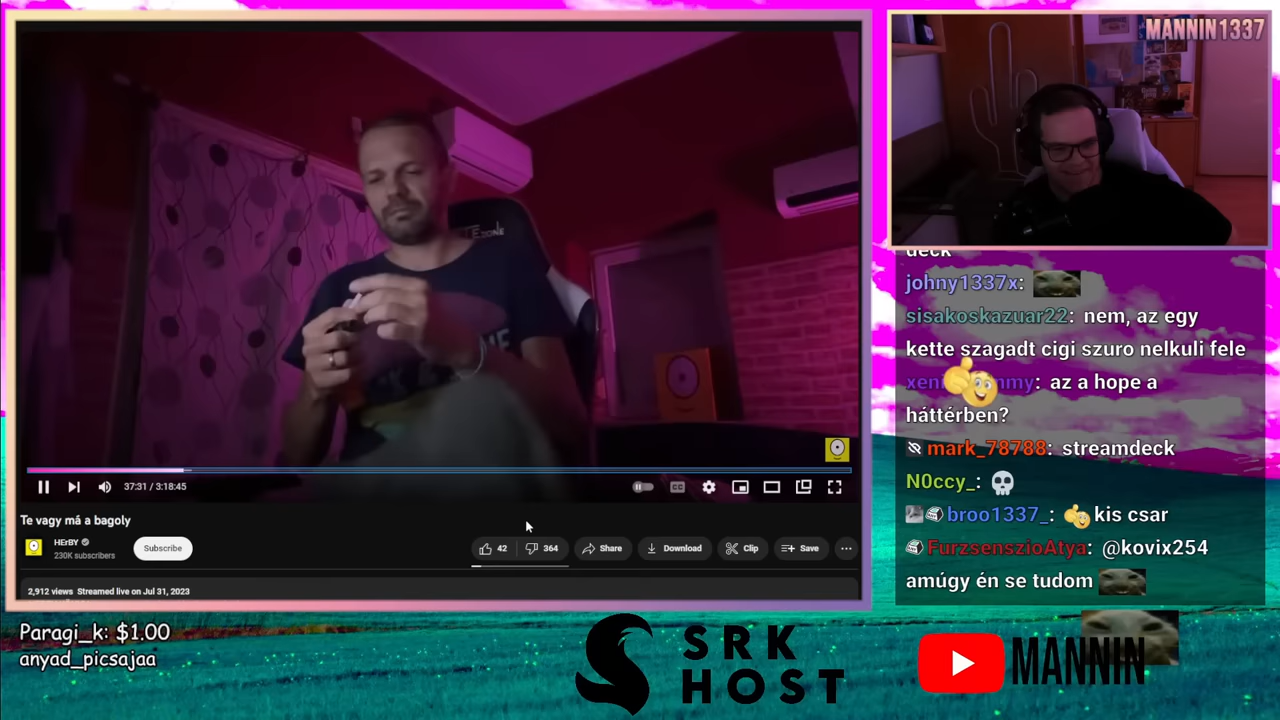 MANNIN1337
deck
johny1337x:
sisakoskazuar22: nem, az egy
kette szagadt cigi szuro nelkuli fele
az a hope a
háttérben?
mark_78788: streamdeck
N0ccy_:
broo1337_: kis csar
FurzsenszioAtya: @kovix254
amúgy én se tudom
37:31 / 3:18:45
CC
Te vagy má a bagoly
HErBY
230K subscribers
Subscribe
42
364
Share
Download
Clip
Save
2,912 views Streamed live on Jul 31, 2023
Paragi_k: $1.00
anyad_picsajaa
SRK
HOST
MANNIN